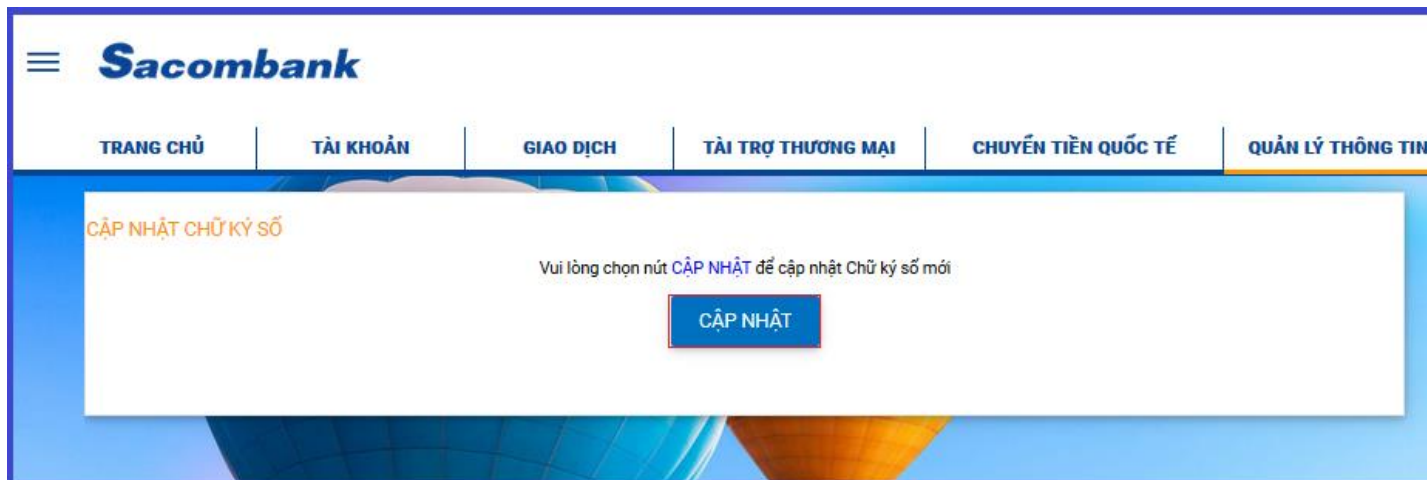 Sacombank
TRANG CHỦ TÀI KHOẢN GIAO DỊCH TÀI TRỢ THƯƠNG MẠI CHUYỂN TIỀN QUỐC TẾ QUẢN LÝ THÔNG TIN
CẬP NHẬT CHỮ KÝ SỐ
Vui lòng chọn nút CẬP NHẬT để cập nhật Chữ ký số mới
CẬP NHẬT